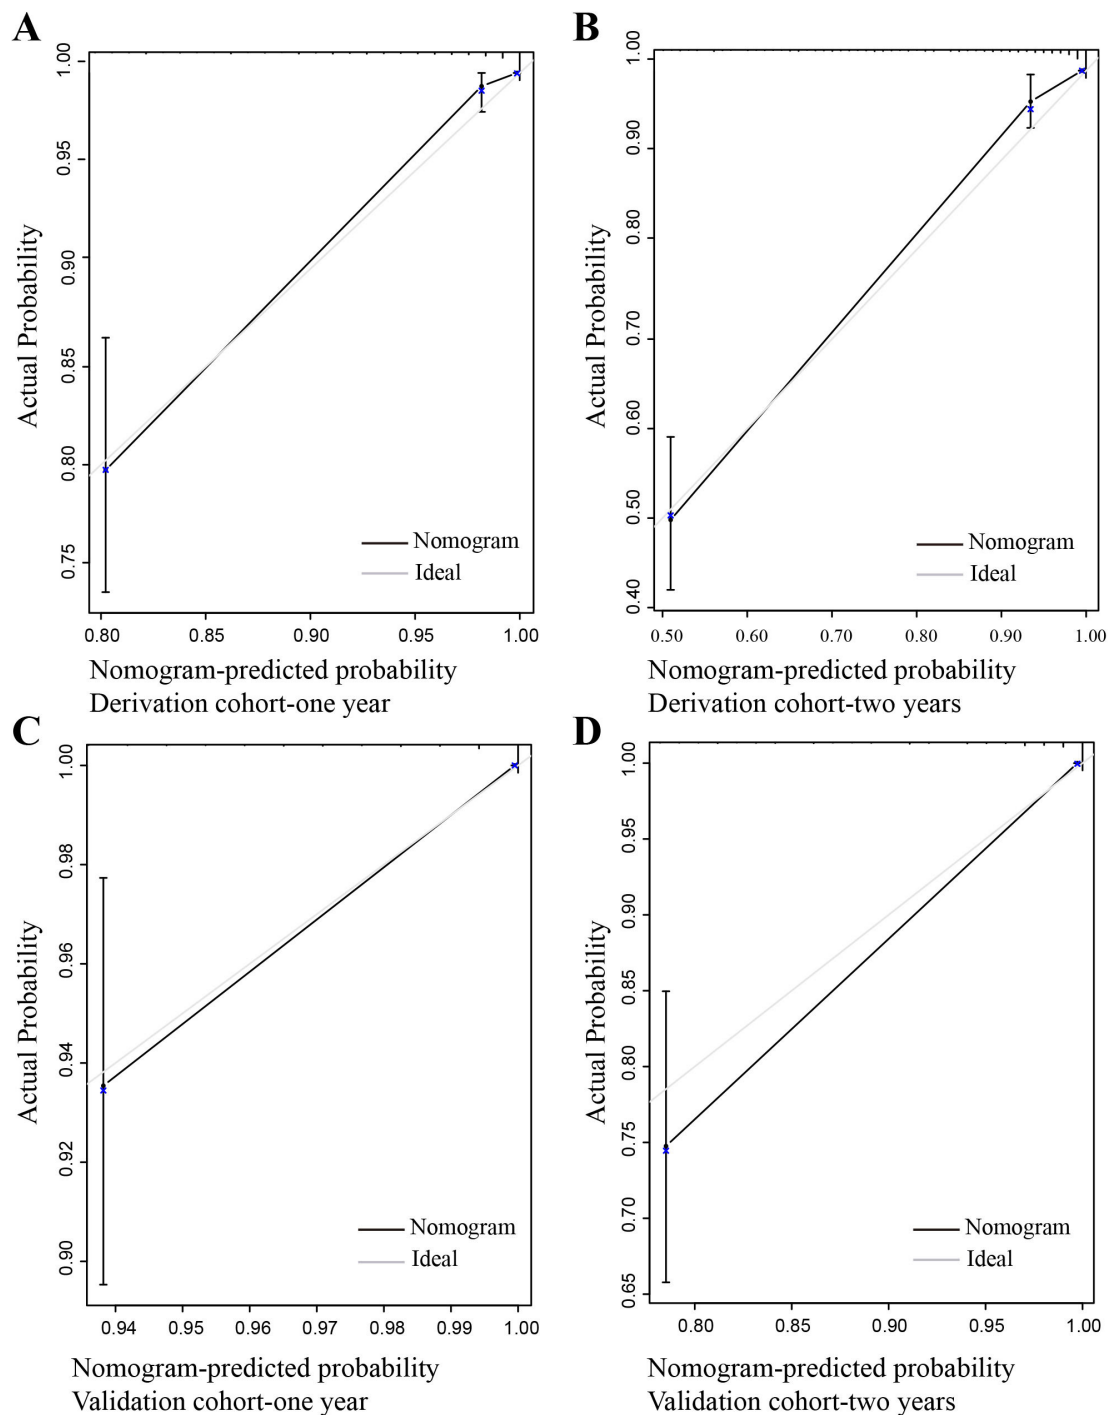 A
B
1.00
0.95
0.90
0.85
0.80
0.75
Actual Probability
Nomogram
Ideal
0.80 0.85 0.90 0.95 1.00
Nomogram-predicted probability
Derivation cohort-one year
1.00
0.90
0.80
0.70
0.60
0.50
0.40
Actual Probability
Nomogram
Ideal
0.50 0.60 0.70 0.80 0.90 1.00
Nomogram-predicted probability
Derivation cohort-two years
C
D
1.00
0.98
0.96
0.94
0.92
0.90
Actual Probability
Nomogram
Ideal
0.94 0.95 0.96 0.97 0.98 0.99 1.00
Nomogram-predicted probability
Validation cohort-one year
1.00
0.95
0.90
0.85
0.80
0.75
0.70
0.65
Actual Probability
Nomogram
Ideal
0.80 0.85 0.90 0.95 1.00
Nomogram-predicted probability
Validation cohort-two years